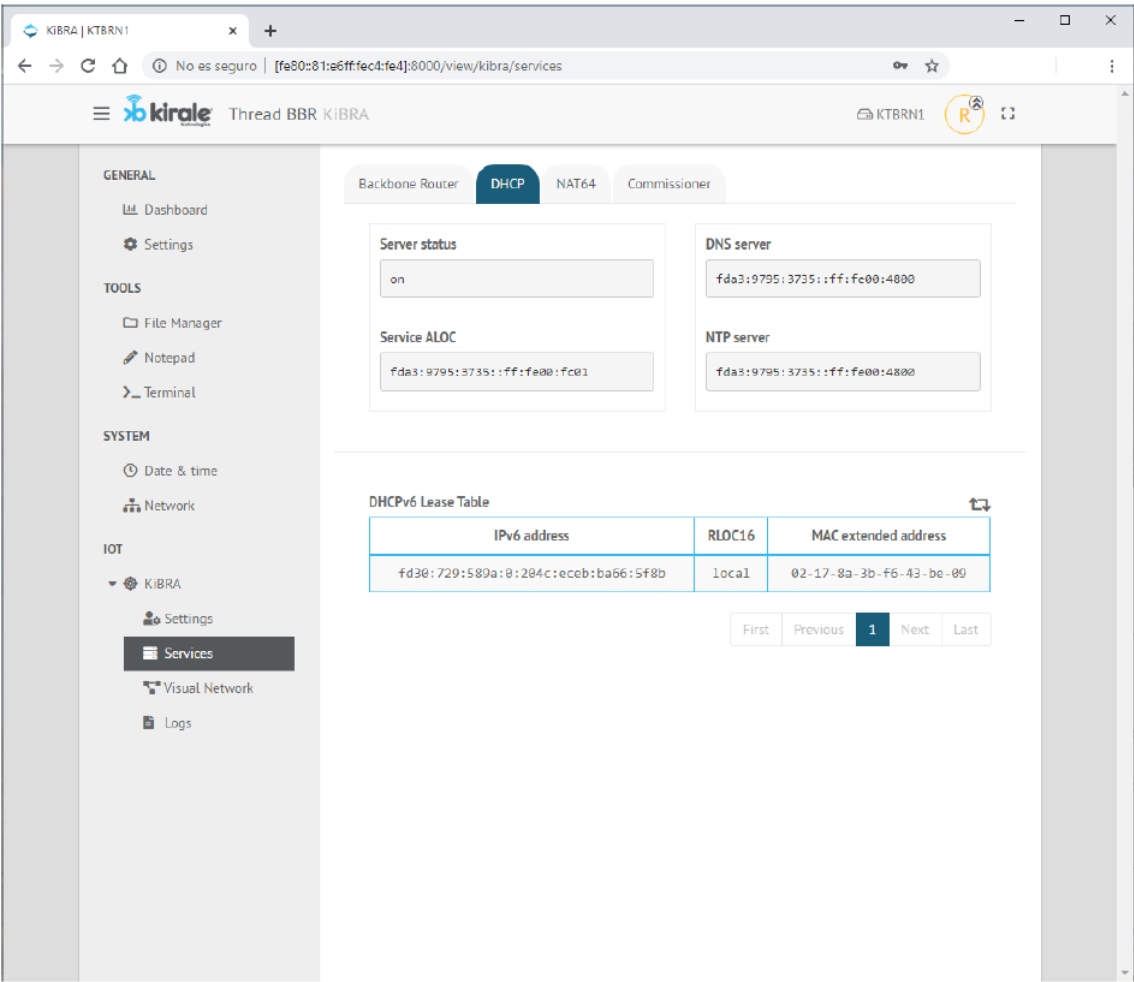 KiBRA | KTBRN1
No es seguro | [fe80::81:e6ff:fec4:fe4]:8000/view/kibra/services
kirale Thread BBR KiBRA KTBRN1 R
technologies
GENERAL
Dashboard
Settings
TOOLS
File Manager
Notepad
Terminal
SYSTEM
Date & time
Network
IOT
KiBRA
Settings
Services
Visual Network
Logs
Backbone Router DHCP NAT64 Commissioner
Server status
on
Service ALOC
fda3:9795:3735::ff:fe00:fc01
DNS server
fda3:9795:3735::ff:fe00:4800
NTP server
fda3:9795:3735::ff:fe00:4800
DHCPv6 Lease Table
IPv6 address RLOC16 MAC extended address
fd30:729:589a:0:204c:eceb:ba66:5f8b local 02-17-8a-3b-f6-43-be-09
First Previous 1 Next Last